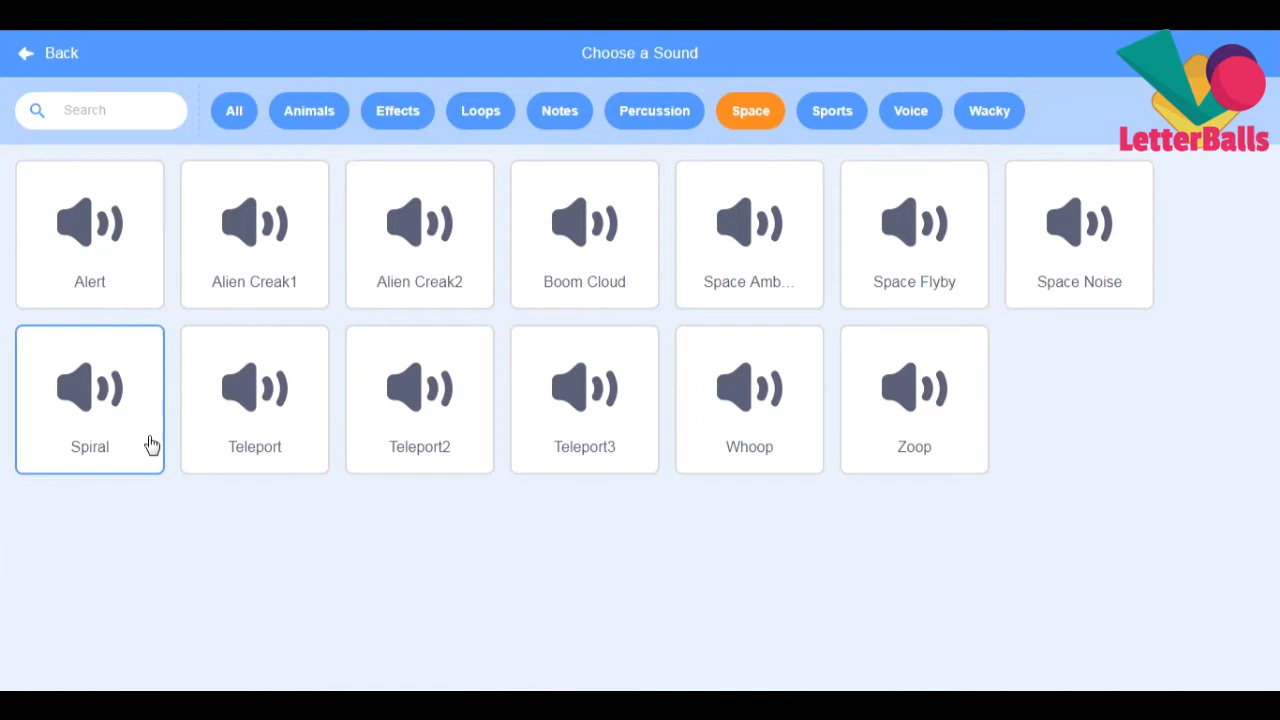 Back
Choose a Sound
Search
All
Animals
Effects
Loops
Notes
Percussion
Space
Sports
Voice
Wacky
LetterBalls
Alert
Alien Creak1
Alien Creak2
Boom Cloud
Space Amb...
Space Flyby
Space Noise
Spiral
Teleport
Teleport2
Teleport3
Whoop
Zoop